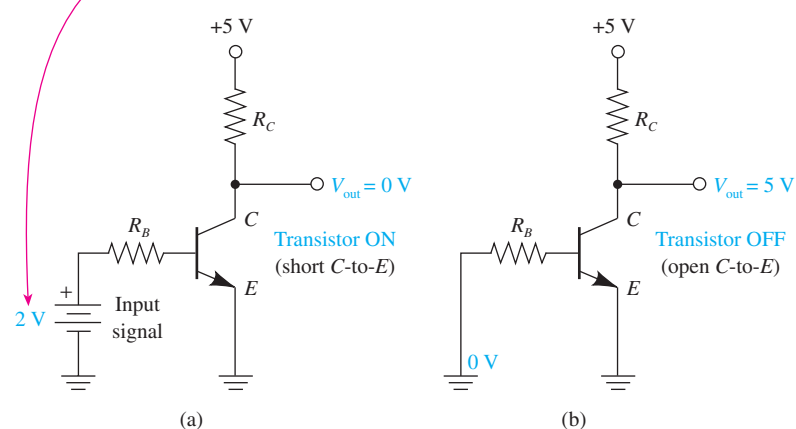 +5 V
R_C
V_out = 0 V
C
R_B
Transistor ON
(short C-to-E)
E
+
2 V
Input
signal
(a)
+5 V
R_C
V_out = 5 V
C
R_B
Transistor OFF
(open C-to-E)
E
0 V
(b)